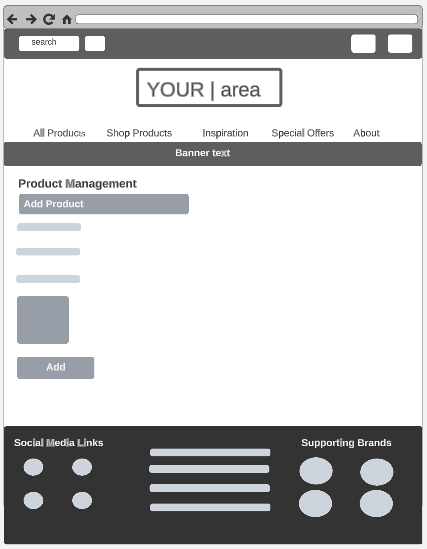 search
YOUR | area
All Products Shop Products Inspiration Special Offers About
Banner text
Product Management
Add Product
Add
Social Media Links Supporting Brands